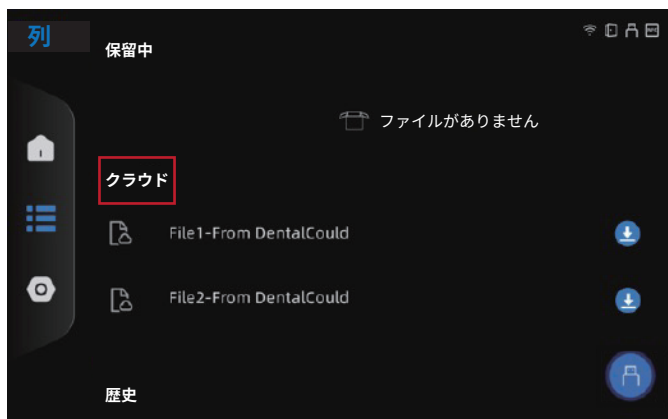 列
保留中
ファイルがありません
クラウド
File1-From DentalCould
File2-From DentalCould
歴史